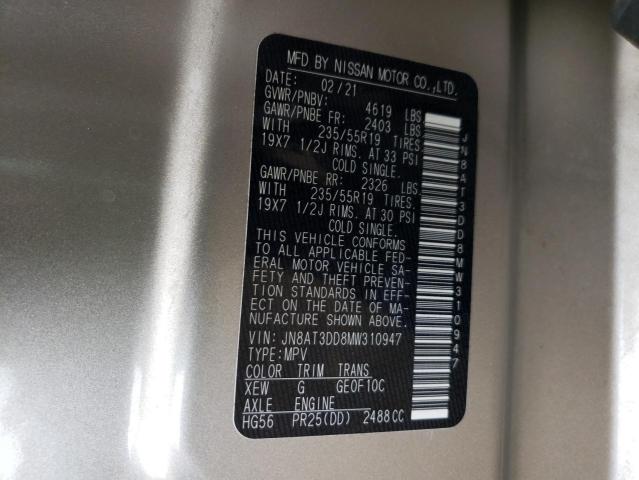 MFD BY NISSAN MOTOR CO.,LTD.
DATE: 02/21
GVWR/PNBV: 4619 LBS
GAWR/PNBE FR: 2403 LBS
WITH 235/55R19 TIRES
19X7 1/2J RIMS. AT 33 PSI
COLD SINGLE.
GAWR/PNBE RR: 2326 LBS
WITH 235/55R19 TIRES.
19X7 1/2J RIMS. AT 30 PSI
COLD SINGLE.
THIS VEHICLE CONFORMS
TO ALL APPLICABLE FED-
ERAL MOTOR VEHICLE SA-
FETY AND THEFT PREVEN-
TION STANDARDS IN EFF-
ECT ON THE DATE OF MA-
NUFACTURE SHOWN ABOVE.
VIN: JN8AT3DD8MW310947
TYPE: MPV
COLOR TRIM TRANS
XEW G GE0F10C
AXLE ENGINE
HG56 PR25(DD) 2488CC
JN8AT3DD8MW310947